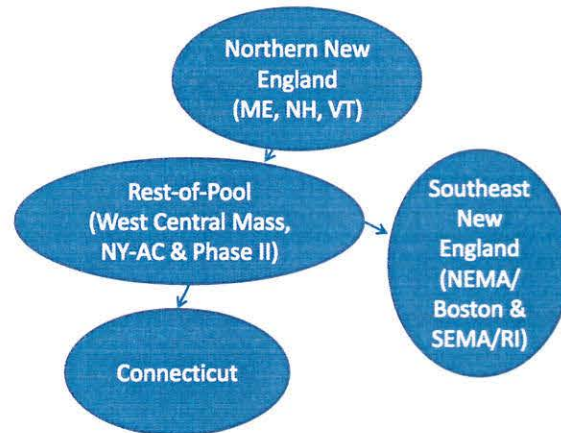 Northern New
England
(ME, NH, VT)
Rest-of-Pool
(West Central Mass,
NY-AC & Phase II)
Southeast
New
England
(NEMA/
Boston &
SEMA/RI)
Connecticut